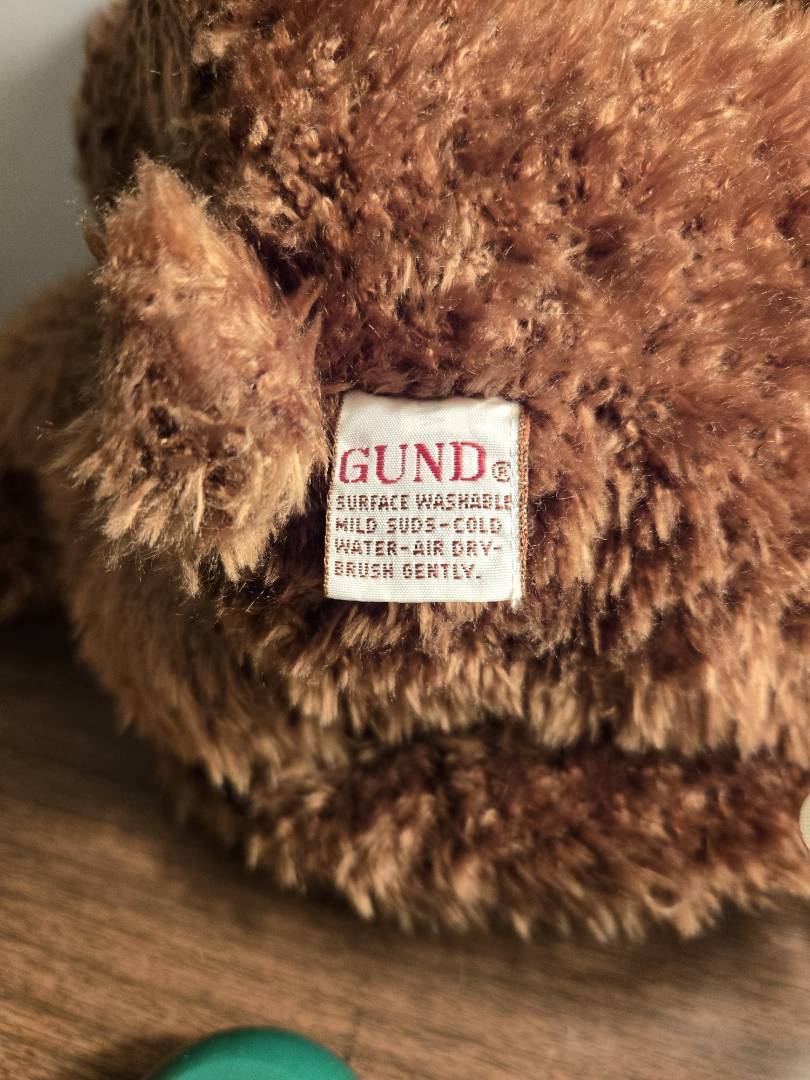 GUND®
SURFACE WASHABLE
MILD SUDS-COLD
WATER-AIR DRY-
BRUSH GENTLY.